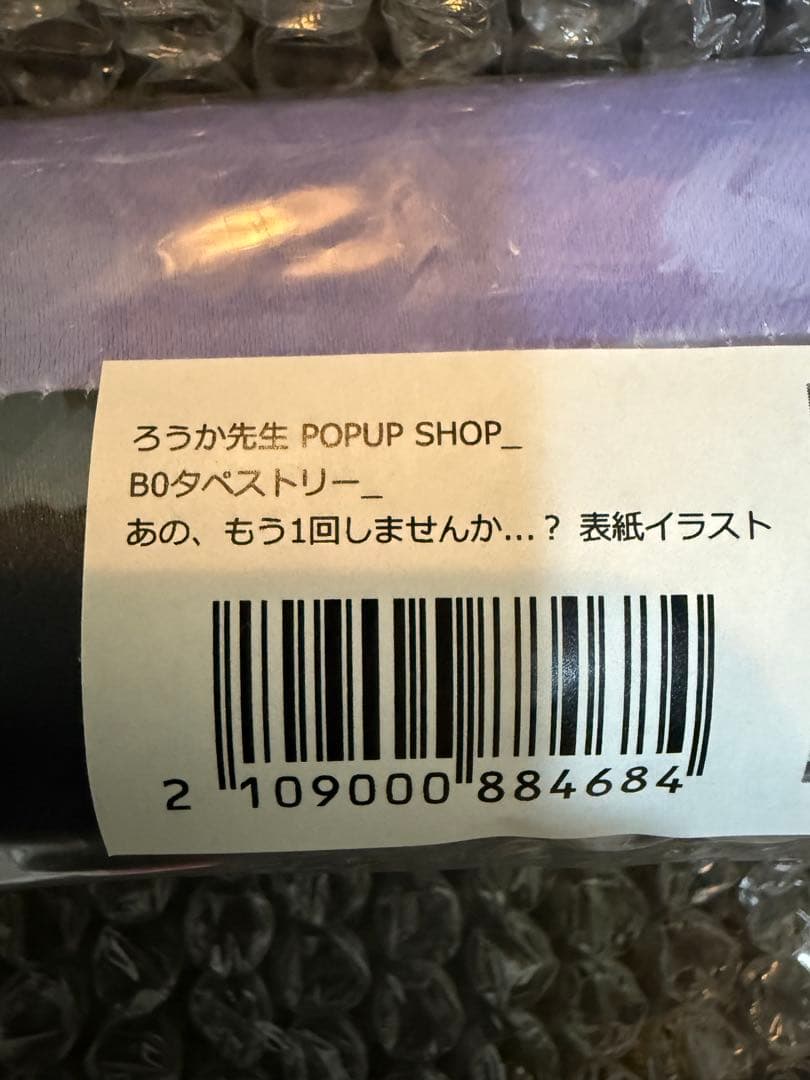 ろうか先生 POPUP SHOP_
B0タペストリー_
あの、もう1回しませんか...? 表紙イラスト
2 109000 884684